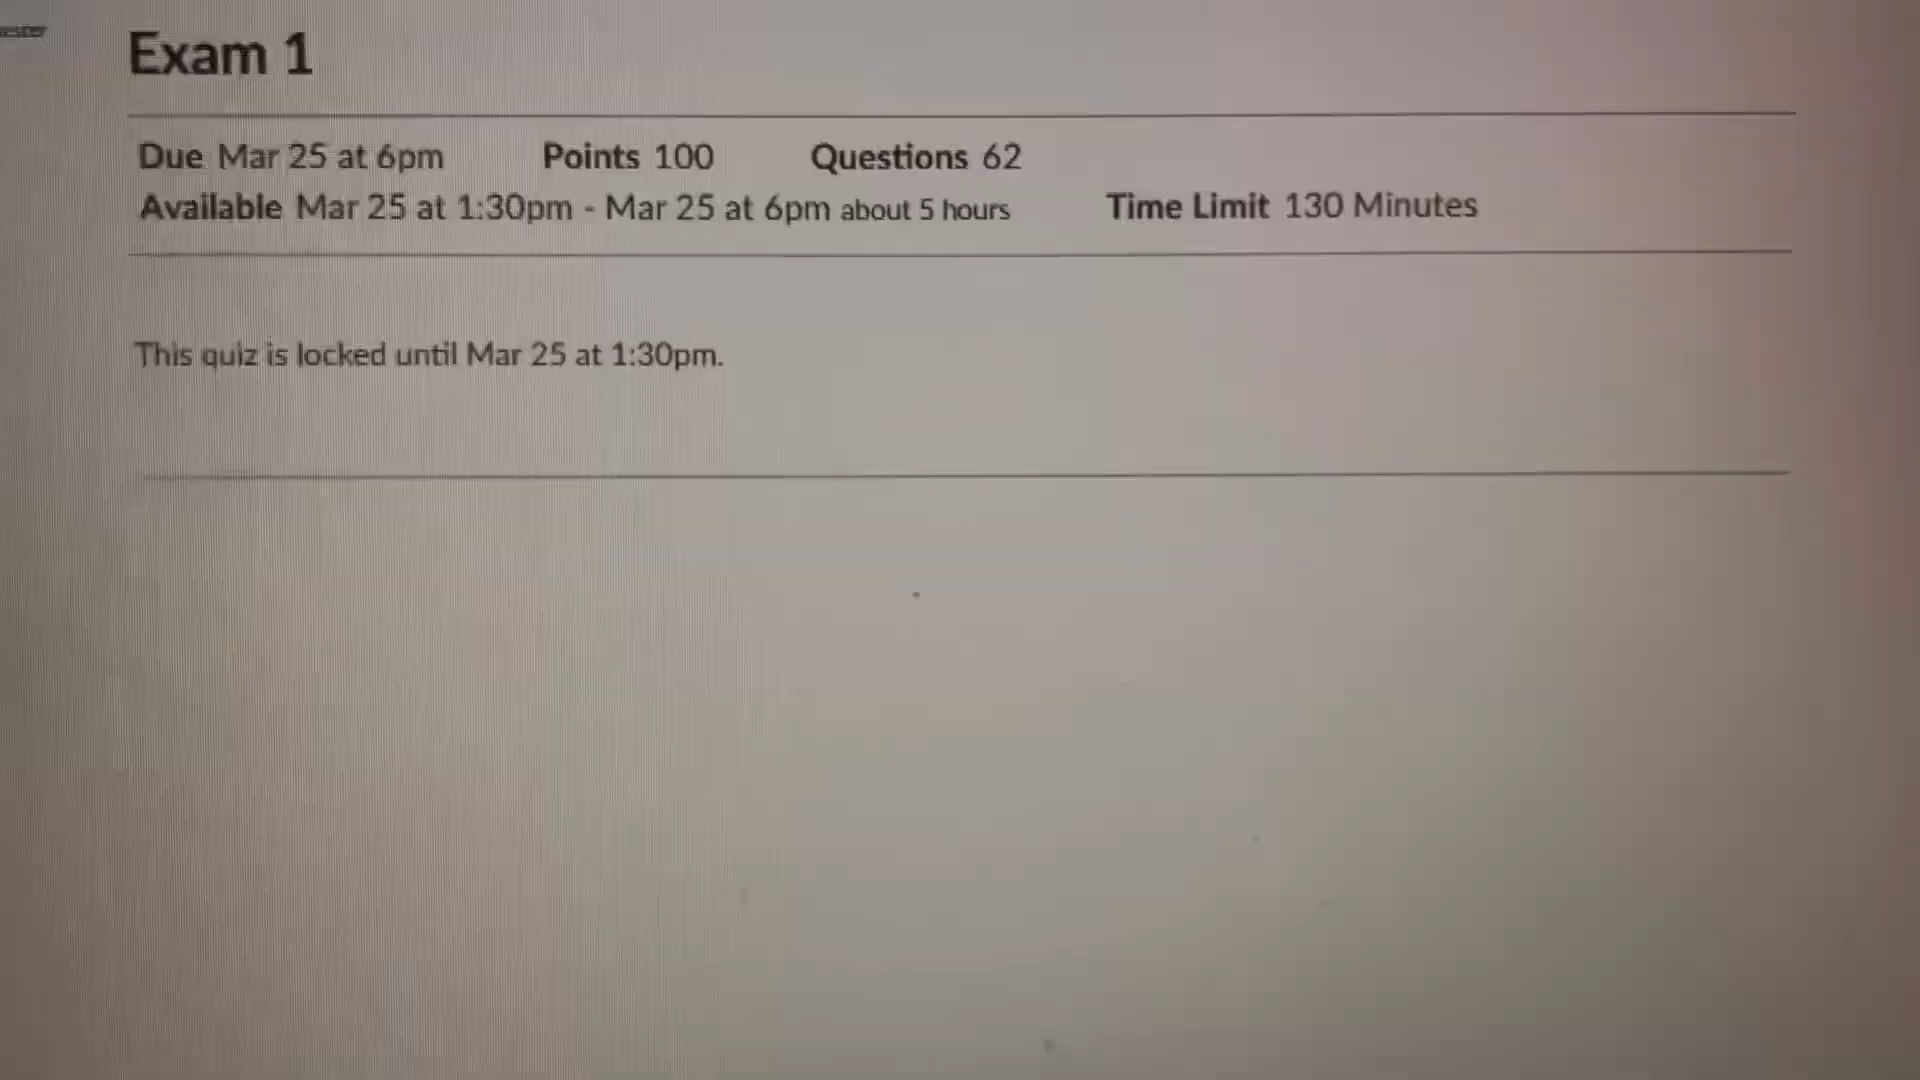 Exam 1
Due Mar 25 at 6pm Points 100 Questions 62
Available Mar 25 at 1:30pm - Mar 25 at 6pm about 5 hours Time Limit 130 Minutes
This quiz is locked until Mar 25 at 1:30pm.